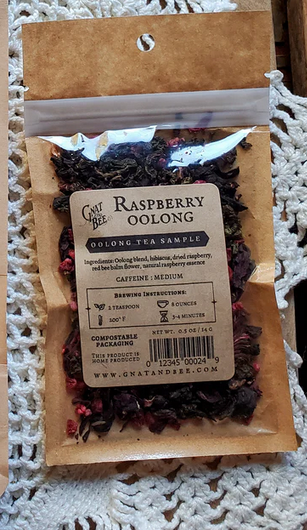 GNAT
AND
BEE
RASPBERRY
OOLONG
OOLONG TEA SAMPLE
Ingredients: Oolong blend, hibiscus, dried raspberry,
red bee balm flower, natural raspberry essence
CAFFEINE : MEDIUM
BREWING INSTRUCTIONS:
2 TEASPOON
8 OUNCES
200° F
3-4 MINUTES
COMPOSTABLE
PACKAGING
THIS PRODUCT IS
HOME PRODUCED
NET WT. 0.5 OZ / 14 G
0 12345 00024 9
WWW.GNATANDBEE.COM